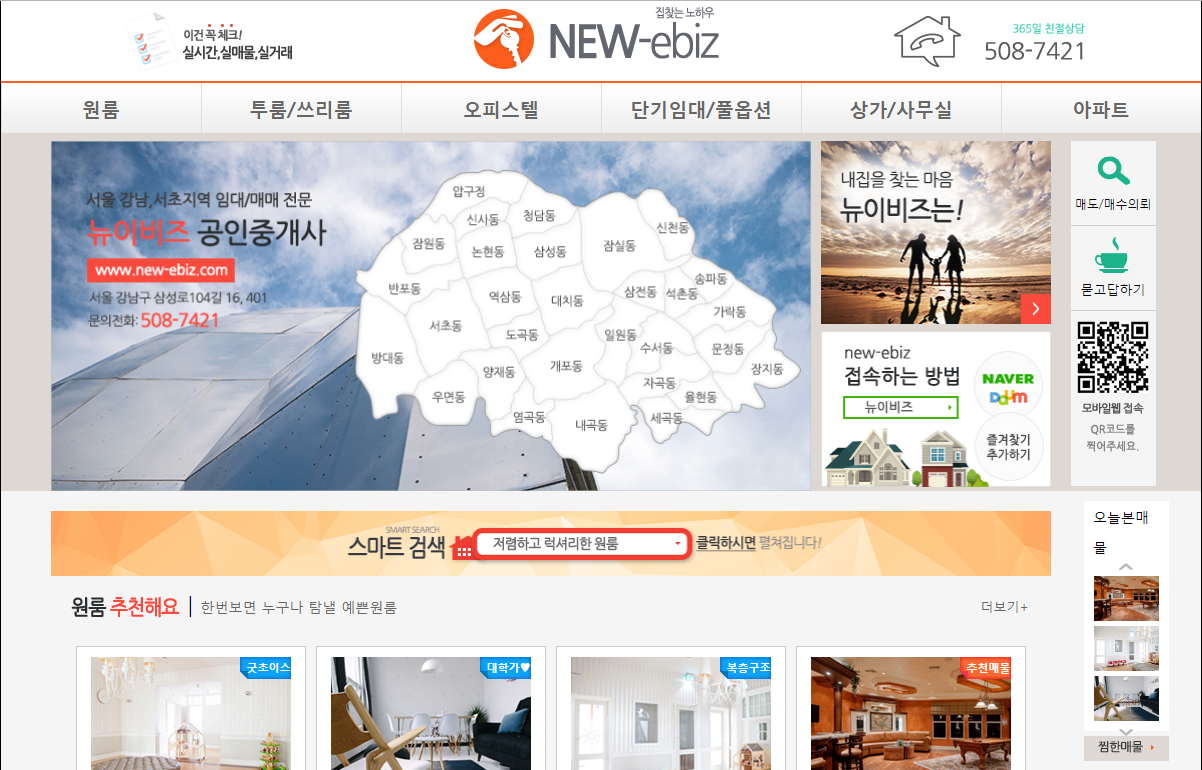 이건 꼭 체크!
실시간,실매물,실거래
집찾는 노하우
NEW-ebiz
365일 친절상담
508-7421
원룸
투룸/쓰리룸
오피스텔
단기임대/풀옵션
상가/사무실
아파트
서울 강남,서초지역 임대/매매 전문
뉴이비즈 공인중개사
www.new-ebiz.com
서울 강남구 삼성로104길 16, 401
문의전화: 508-7421
압구정
신사동
청담동
신천동
잠원동
논현동
삼성동
잠실동
반포동
역삼동
대치동
삼전동
석촌동
송파동
가락동
서초동
도곡동
일원동
수서동
문정동
방대동
양재동
개포동
자곡동
율현동
장지동
우면동
염곡동
내곡동
세곡동
내집을 찾는 마음
뉴이비즈는!
new-ebiz
접속하는 방법
뉴이비즈
NAVER
Daum
즐겨찾기
추가하기
매도/매수의뢰
묻고답하기
모바일웹 접속
QR코드를
찍어주세요.
SMART SEARCH
스마트 검색
저렴하고 럭셔리한 원룸
클릭하시면 펼쳐집니다!
오늘본매
물
찜한매물
원룸 추천해요
한번보면 누구나 탐낼 예쁜원룸
더보기+
굿초이스
대학가♥
복층구조
추천매물